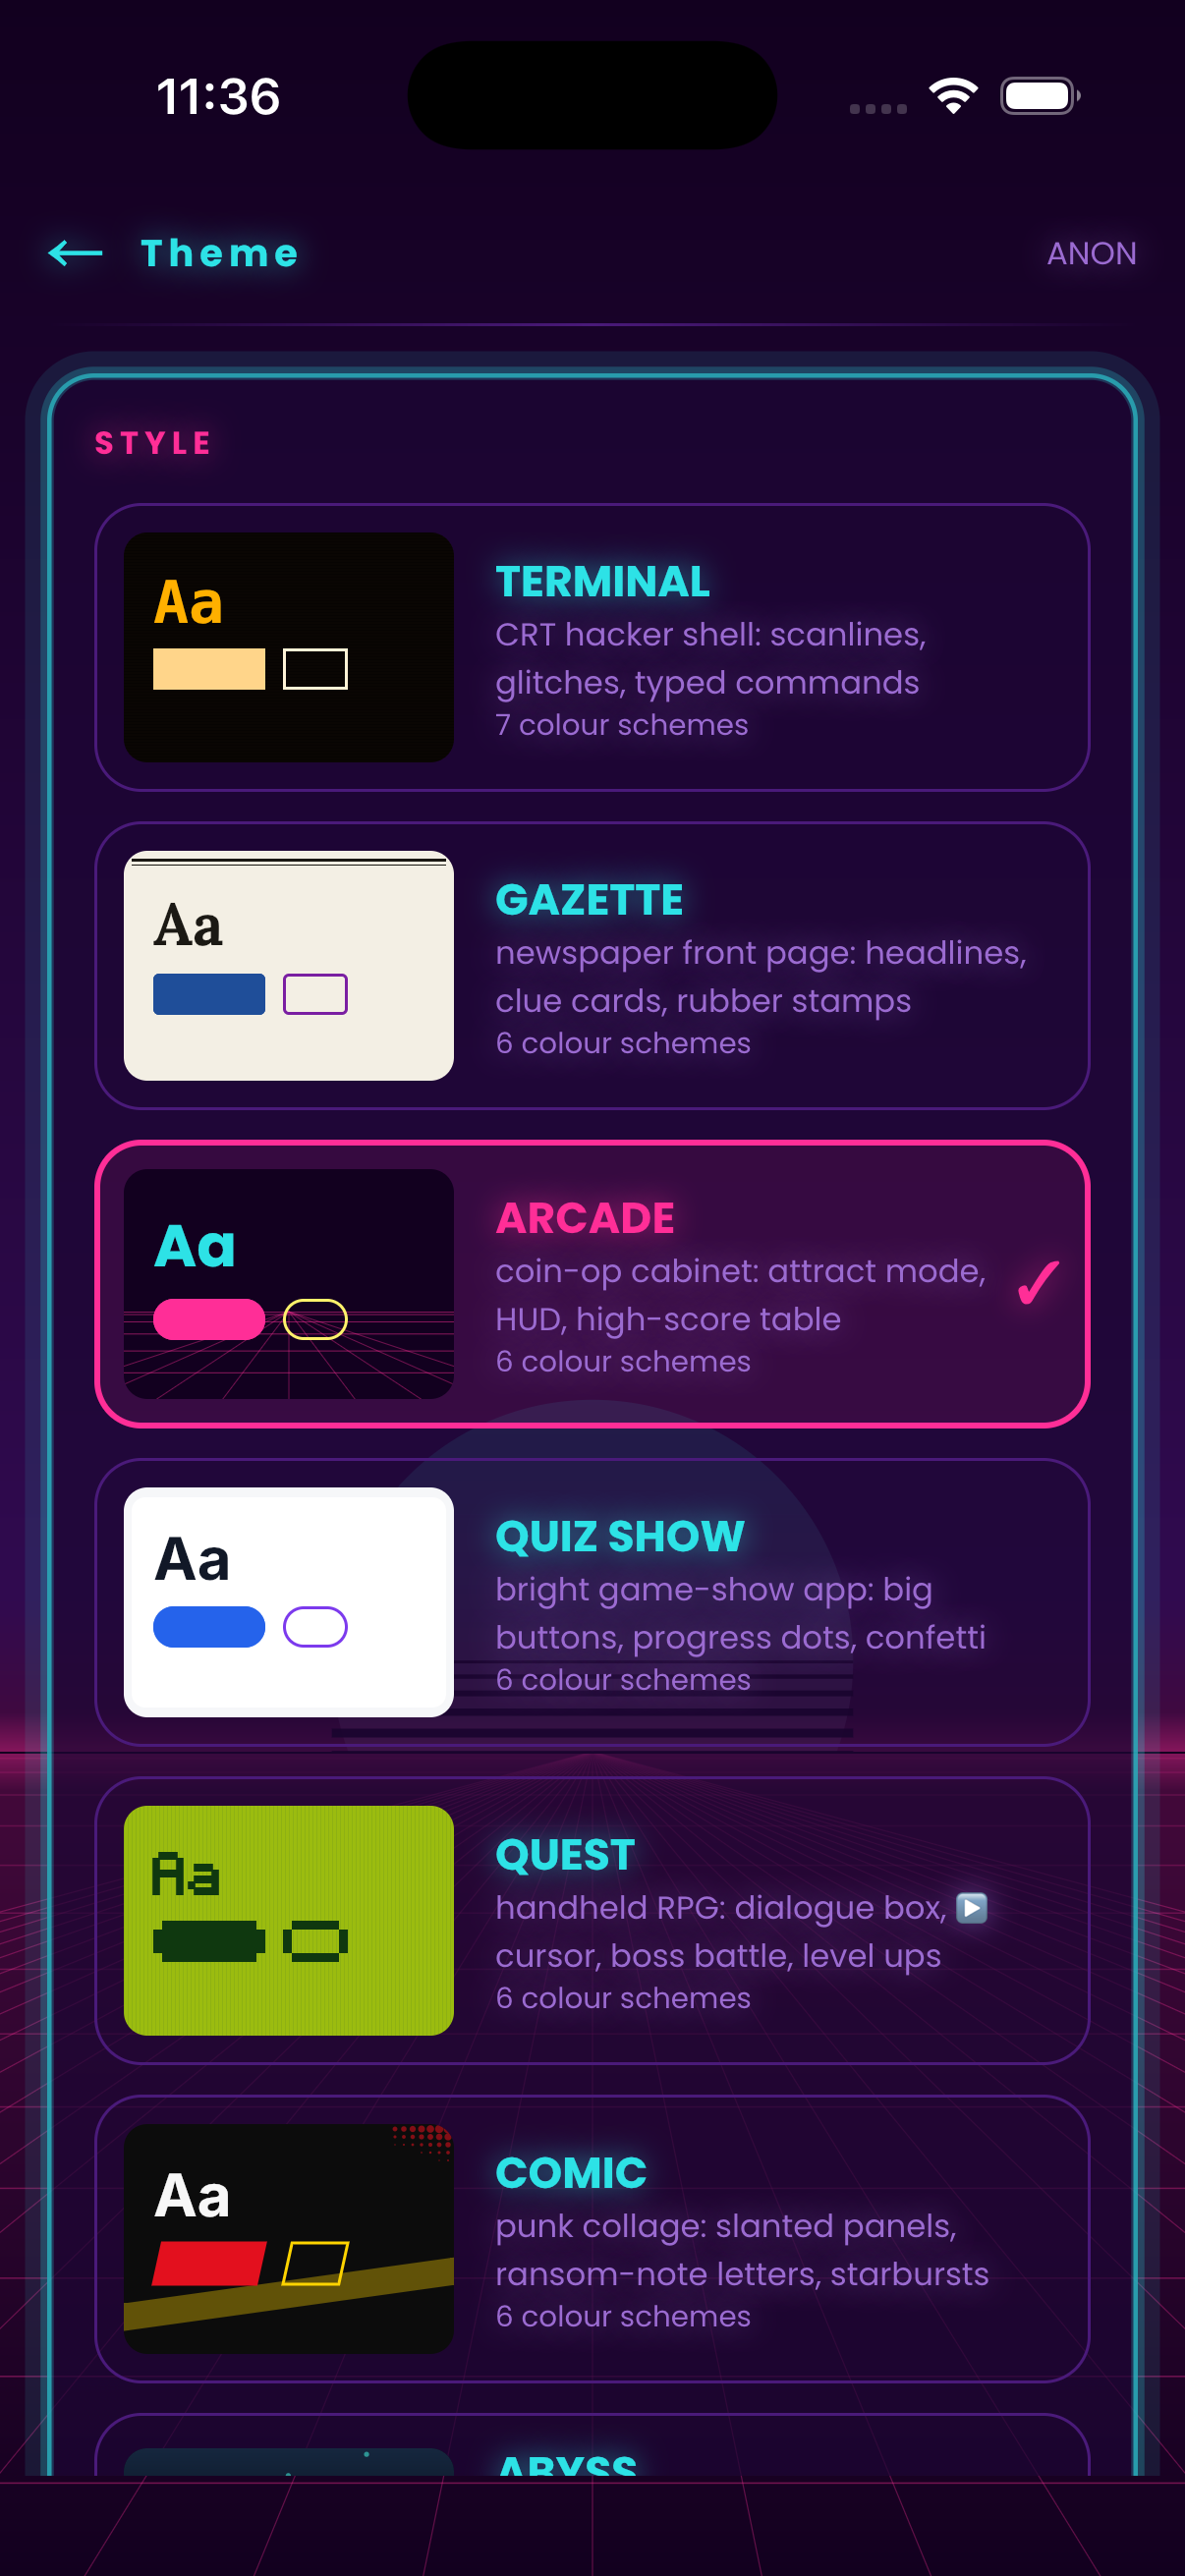 11:36
← Theme
ANON
STYLE
Aa
TERMINAL
CRT hacker shell: scanlines,
glitches, typed commands
7 colour schemes
Aa
GAZETTE
newspaper front page: headlines,
clue cards, rubber stamps
6 colour schemes
Aa
ARCADE
coin-op cabinet: attract mode,
HUD, high-score table
6 colour schemes
✓
Aa
QUIZ SHOW
bright game-show app: big
buttons, progress dots, confetti
6 colour schemes
Aa
QUEST
handheld RPG: dialogue box, ▶️
cursor, boss battle, level ups
6 colour schemes
Aa
COMIC
punk collage: slanted panels,
ransom-note letters, starbursts
6 colour schemes
ABYSS